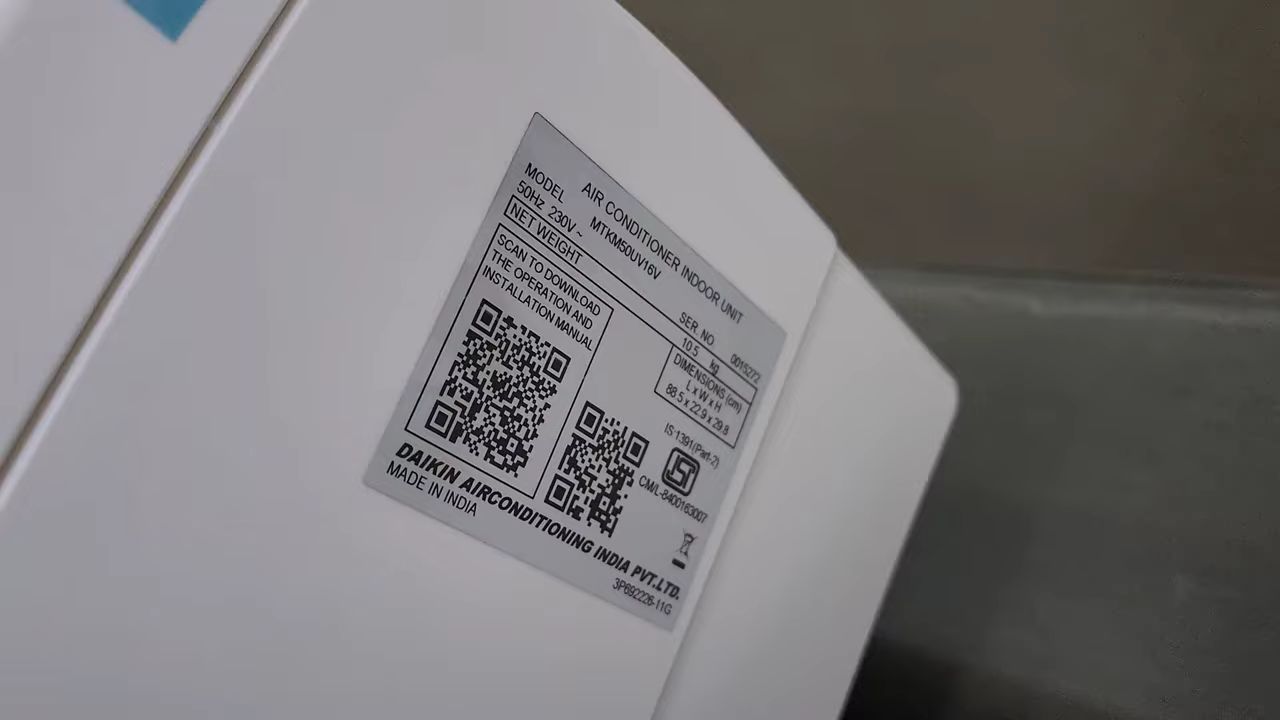 AIR CONDITIONER INDOOR UNIT
MODEL MTKM50UV16V SER. NO. 0015272
50Hz 230V~
NET WEIGHT 10.5 kg
SCAN TO DOWNLOAD
THE OPERATION AND
INSTALLATION MANUAL
DIMENSIONS (cm)
L x W x H
88.5 x 22.9 x 29.8
IS:1391(Part-2)
CM/L-8400163007
DAIKIN AIRCONDITIONING INDIA PVT.LTD.
MADE IN INDIA
3P692226-11G